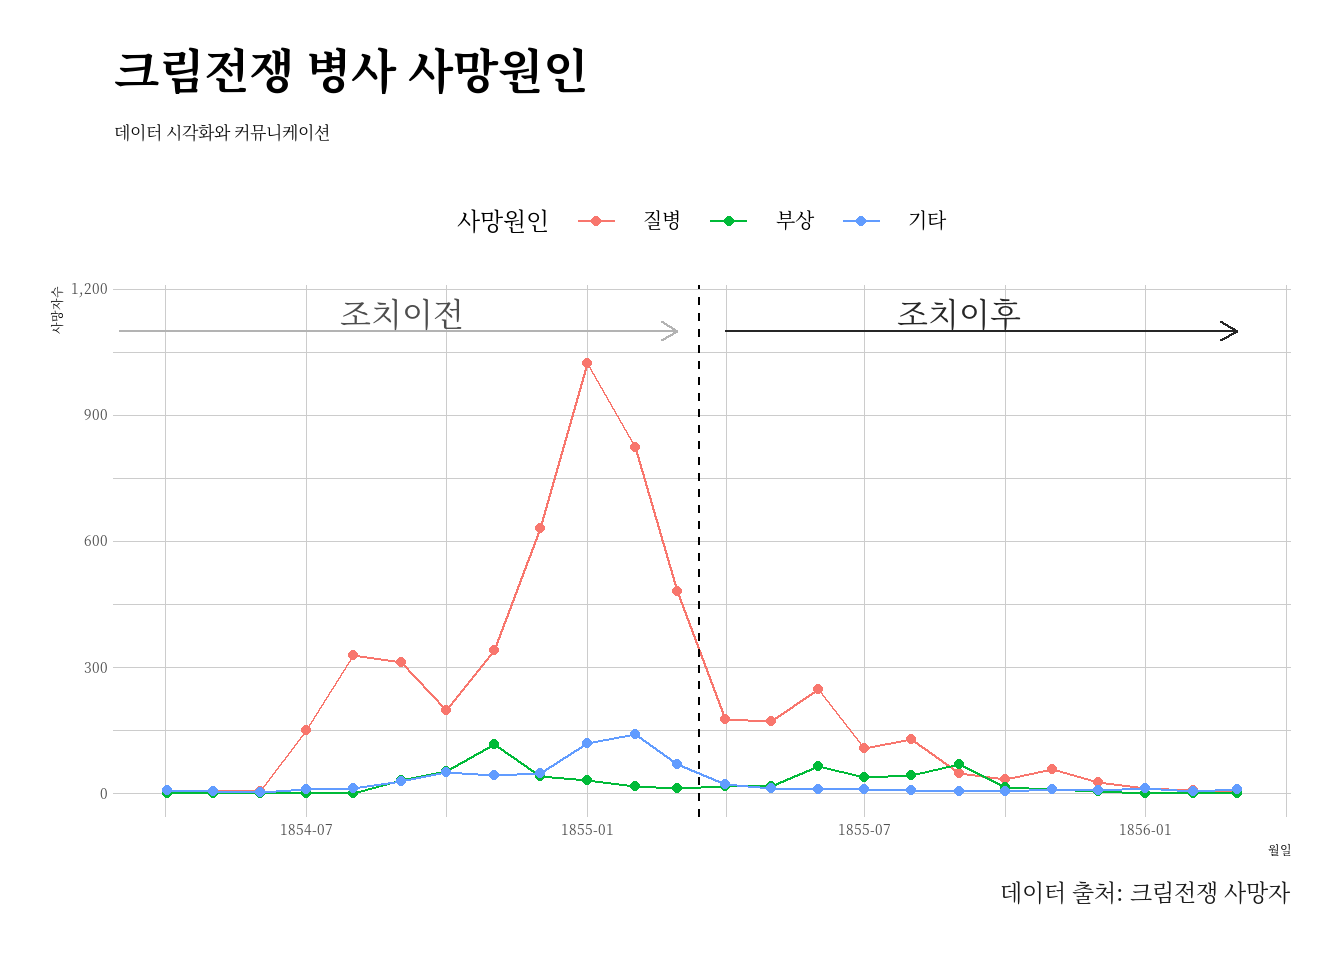 크림전쟁 병사 사망원인
데이터 시각화와 커뮤니케이션
사망원인 질병 부상 기타
사망자수
1,200
조치이전 조치이후
900
600
300
0
1854-07 1855-01 1855-07 1856-01
월일
데이터 출처: 크림전쟁 사망자